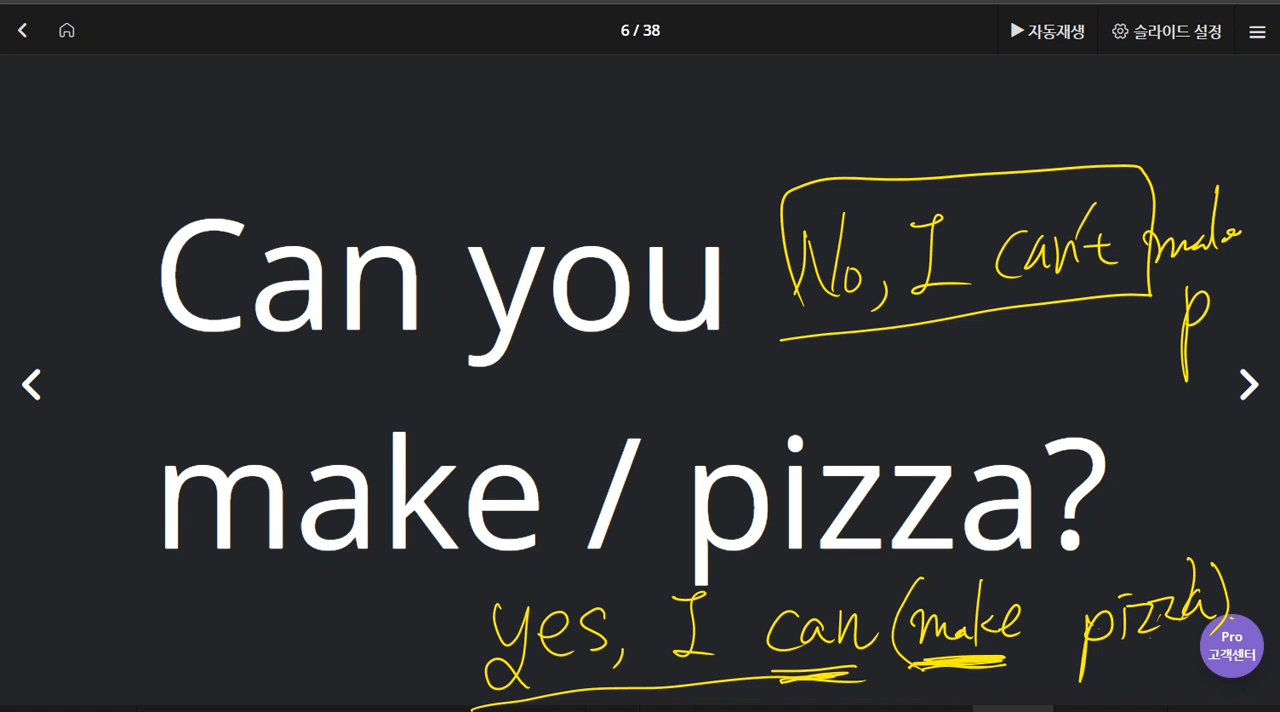 6 / 38
▶ 자동재생
슬라이드 설정
Can you
No, I can't make
p
make / pizza?
yes, I can (make pizza)
Pro
고객센터